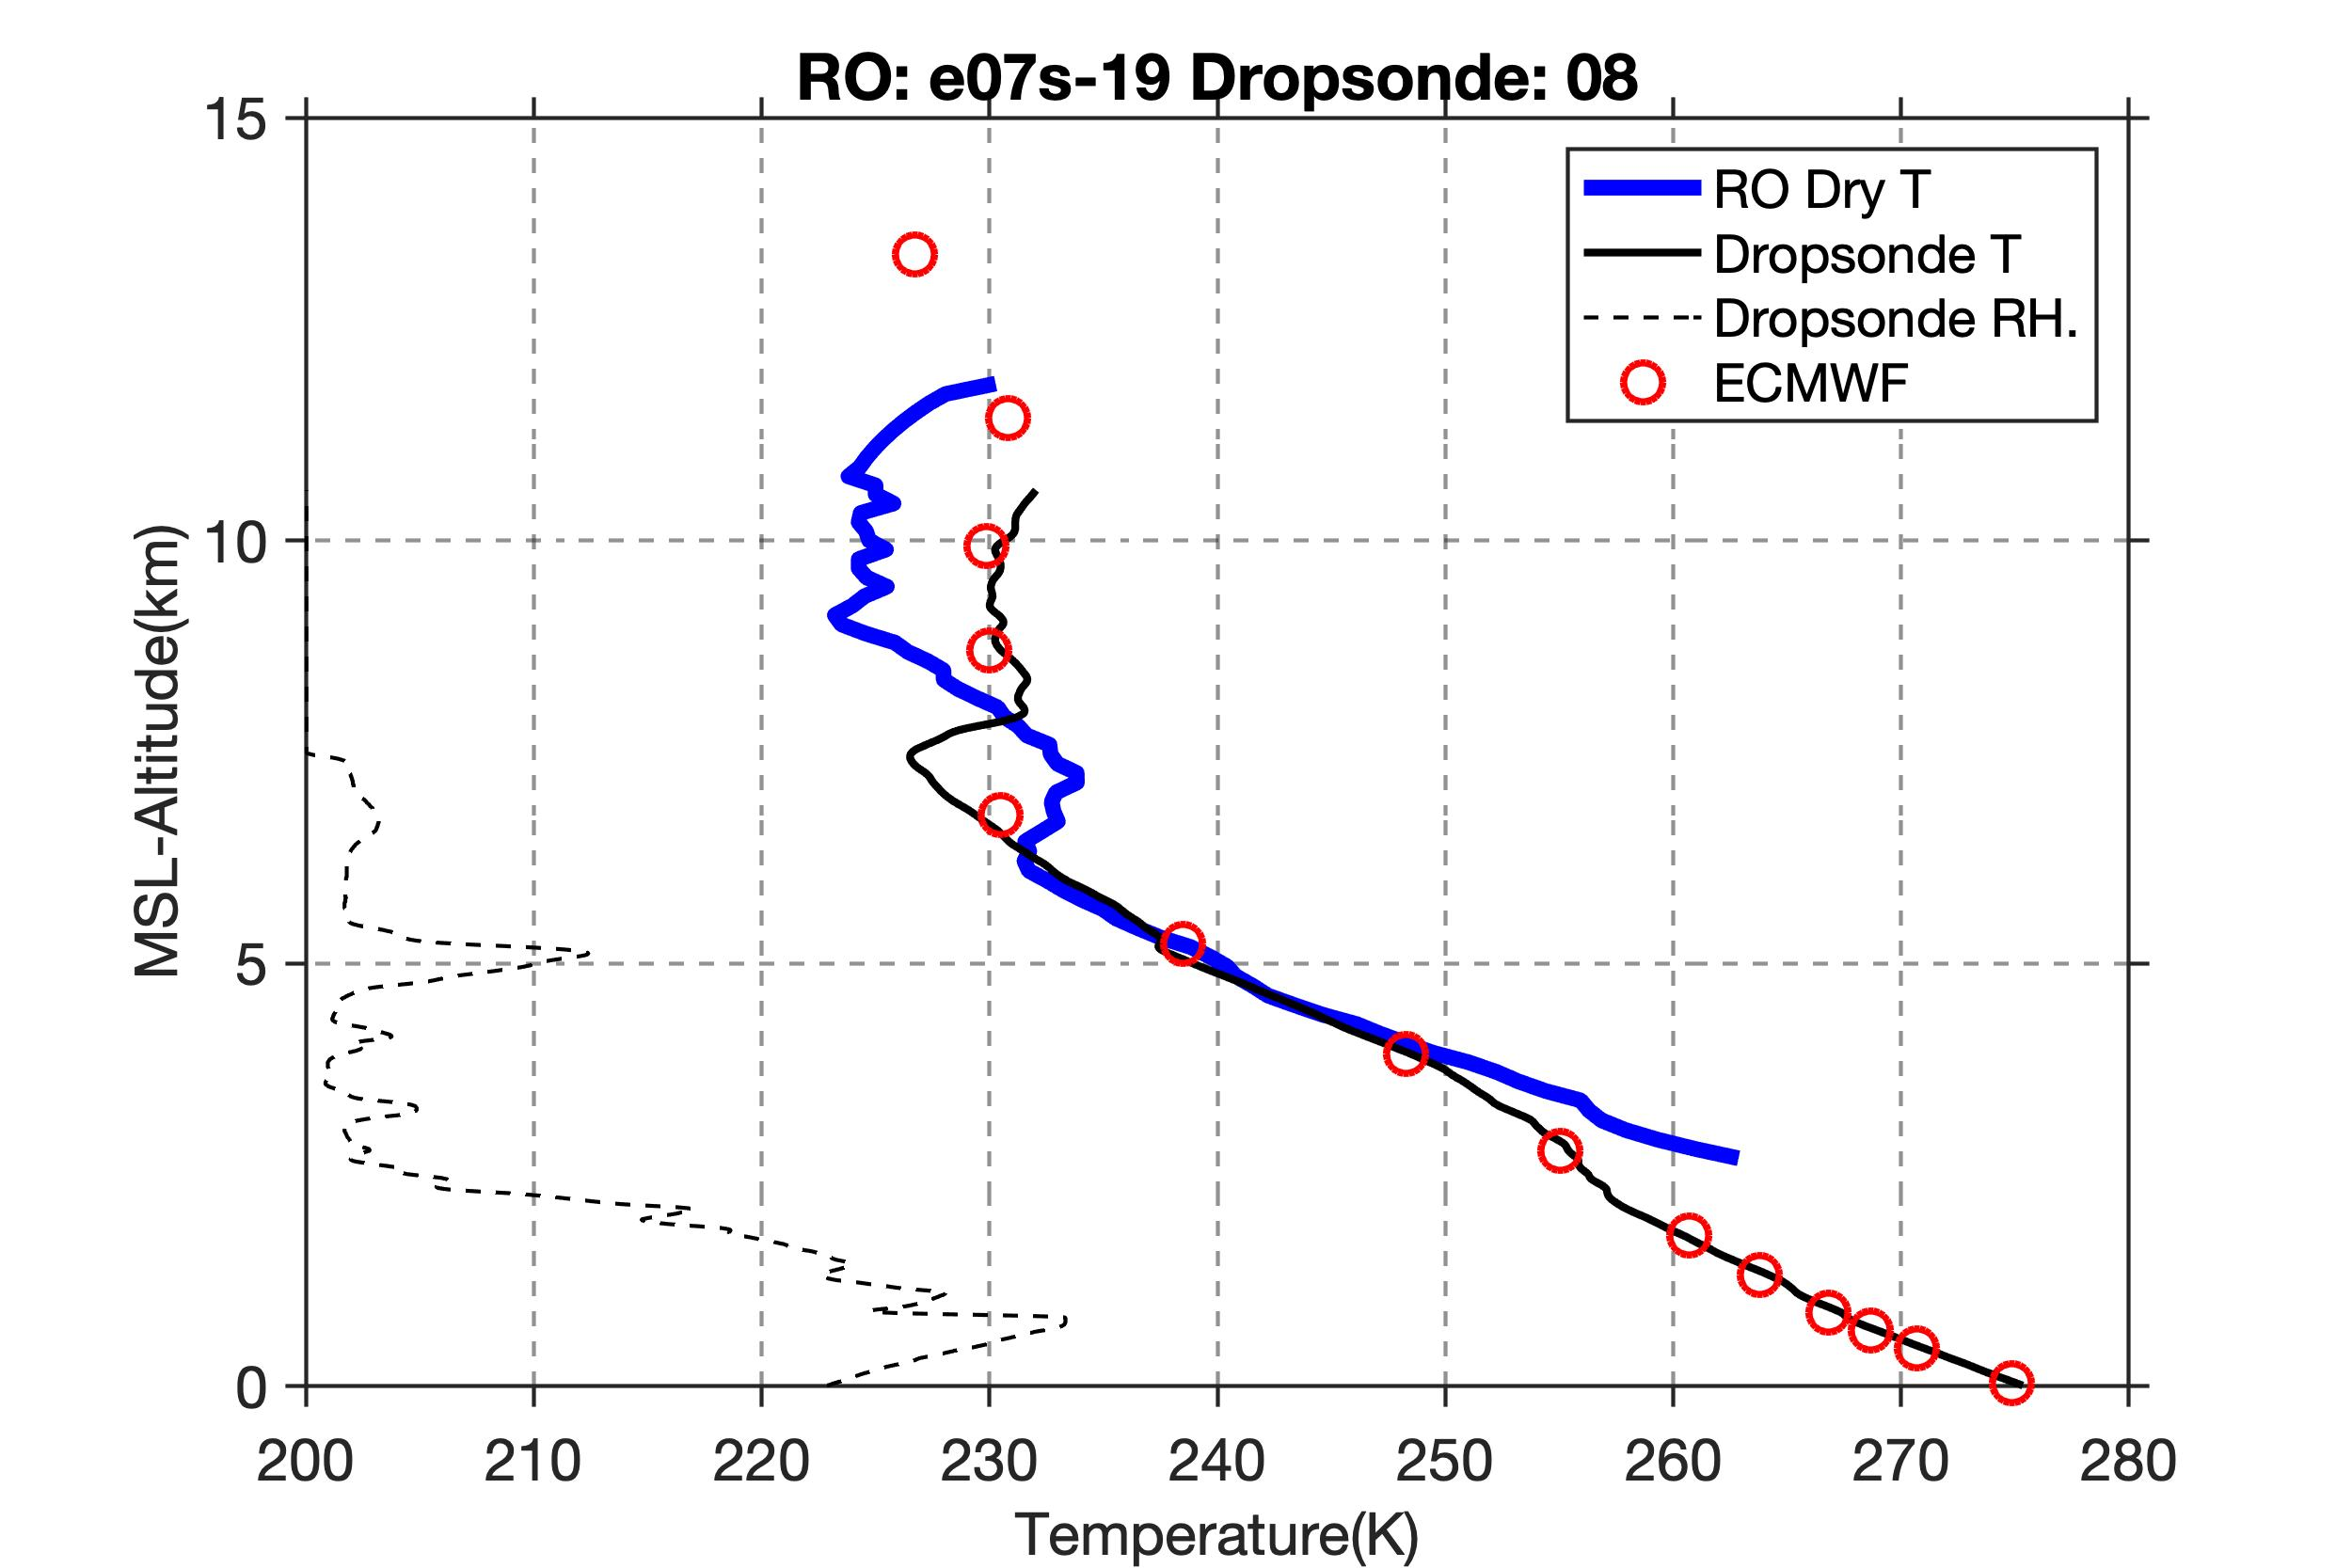 RO: e07s-19 Dropsonde: 08
15
10
5
0
MSL-Altitude(km)
RO Dry T
Dropsonde T
Dropsonde RH.
ECMWF
200 210 220 230 240 250 260 270 280
Temperature(K)